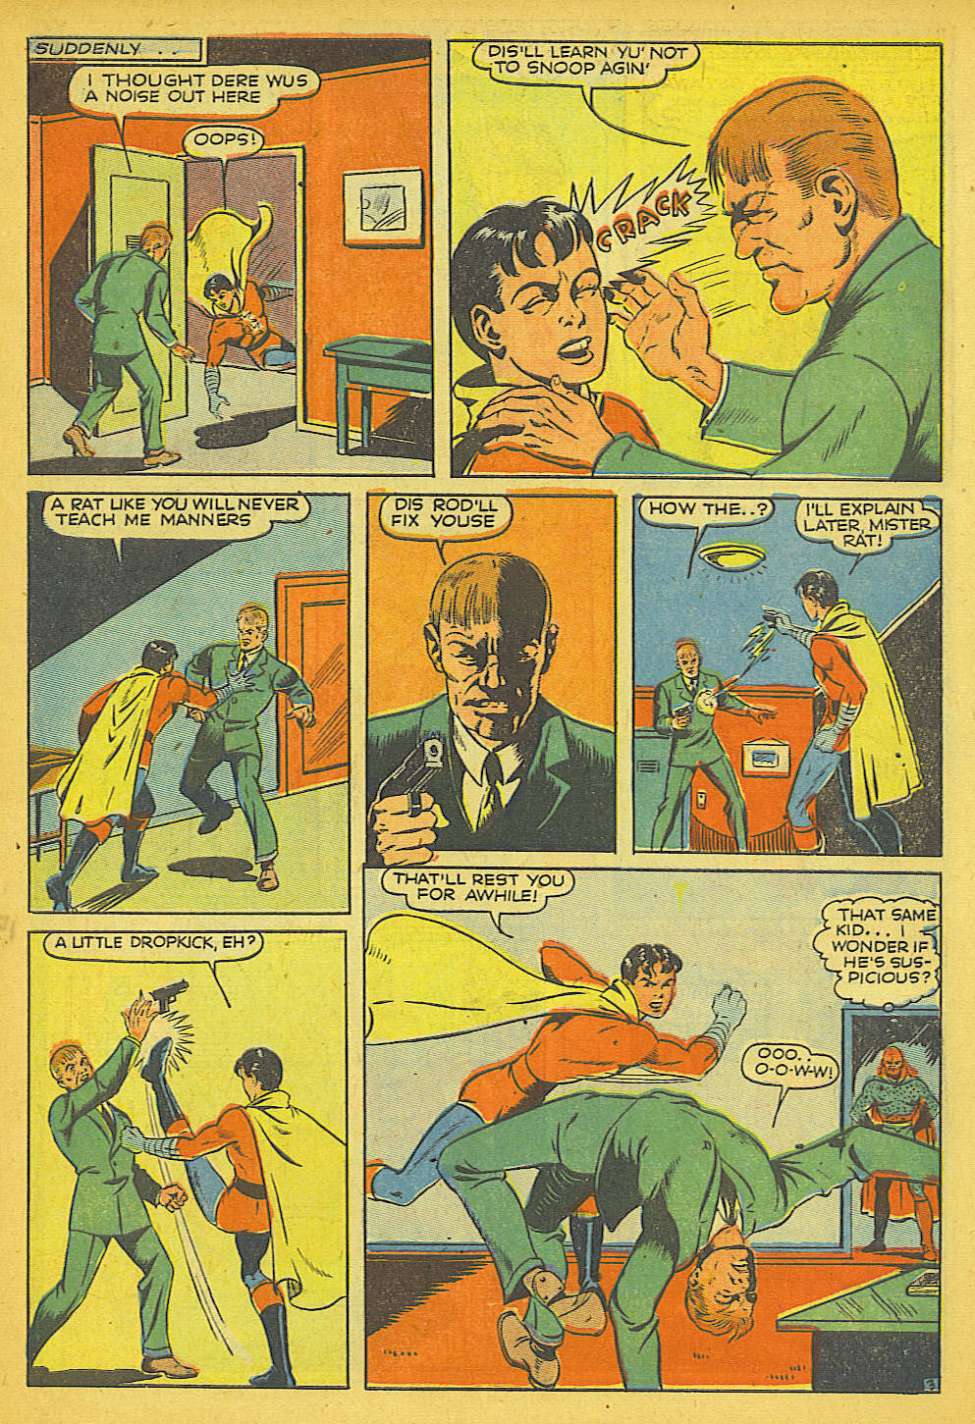 SUDDENLY . .
I THOUGHT DERE WUS
A NOISE OUT HERE
OOPS!
DIS'LL LEARN YU' NOT
TO SNOOP AGIN'
CRACK
A RAT LIKE YOU WILL NEVER
TEACH ME MANNERS
DIS ROD'LL
FIX YOUSE
HOW THE..?
I'LL EXPLAIN
LATER, MISTER
RAT!
A LITTLE DROPKICK, EH?
THAT'LL REST YOU
FOR AWHILE!
THAT SAME
KID... I
WONDER IF
HE'S SUS-
PICIOUS?
OOO..
O-O-W-W!
3